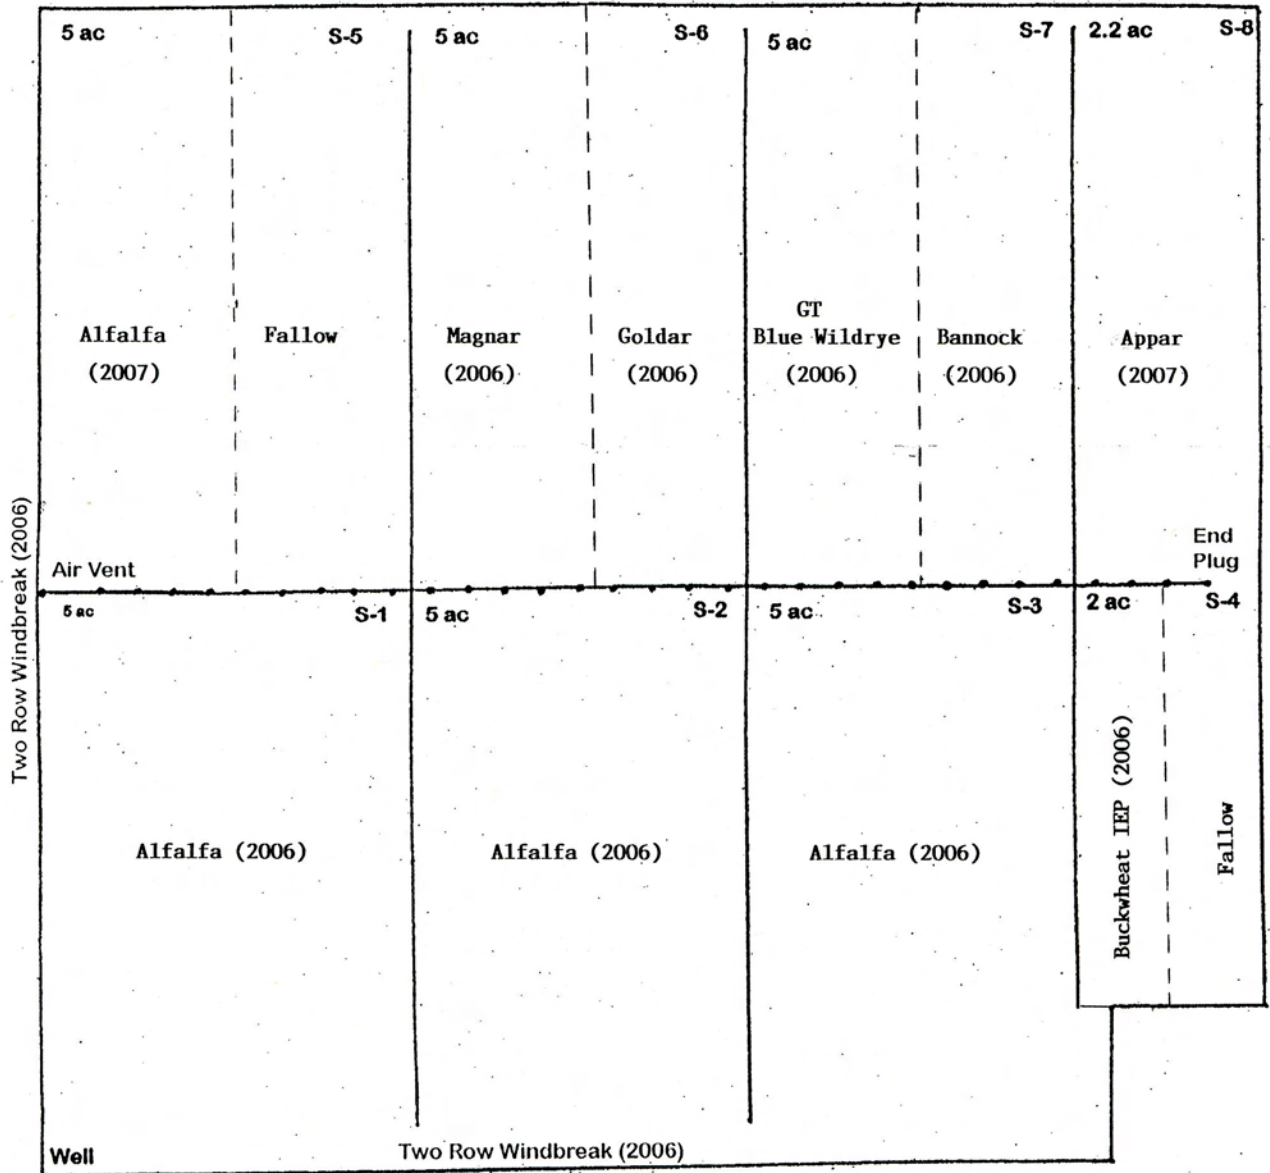 5 ac
S-5
5 ac
S-6
5 ac
S-7
2.2 ac
S-8
Alfalfa
(2007)
Fallow
Magnar
(2006)
Goldar
(2006)
GT
Blue Wildrye
(2006)
Bannock
(2006)
Appar
(2007)
Two Row Windbreak (2006)
Air Vent
End
Plug
5 ac
S-1
5 ac
S-2
5 ac
S-3
2 ac
S-4
Alfalfa (2006)
Alfalfa (2006)
Alfalfa (2006)
Buckwheat IEP (2006)
Fallow
Well
Two Row Windbreak (2006)